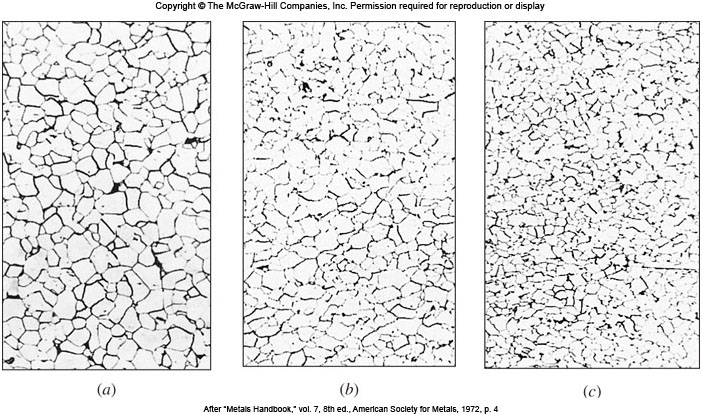 Copyright © The McGraw-Hill Companies, Inc. Permission required for reproduction or display
(a) (b) (c)
After "Metals Handbook," vol. 7, 8th ed., American Society for Metals, 1972, p. 4